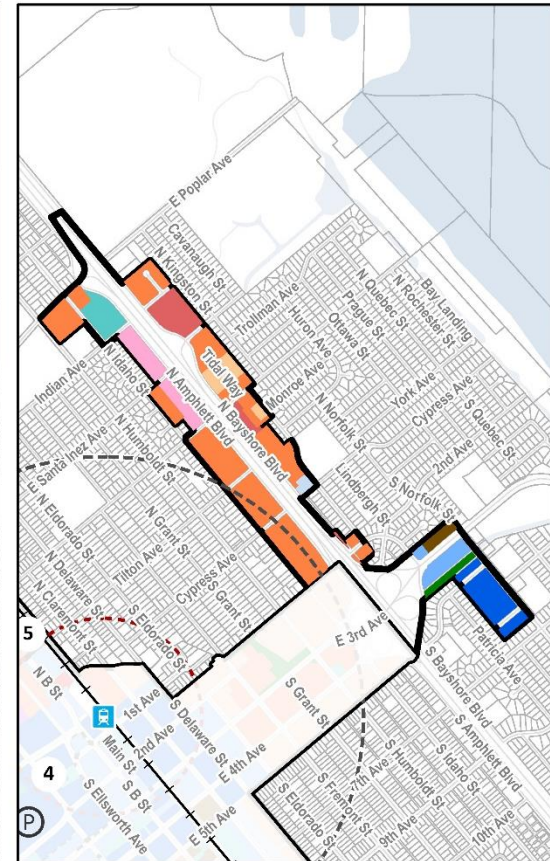 E Poplar Ave
Cavanaugh St
N Kingston St
Trollman Ave
Huron Ave
Ottawa St
Prague St
N Quebec St
N Rochester St
Bay Landing
Tidal Way
Monroe Ave
York Ave
Cypress Ave
Indian Ave
N Idaho St
N Amphlett Blvd
N Bayshore Blvd
N Norfolk St
2nd Ave
S Quebec St
E Santa Inez Ave
N Humboldt St
Lindbergh St
S Norfolk St
N Eldorado St
N Grant St
Tilton Ave
Cypress Ave
N Delaware St
N Claremont St
S Eldorado St
S Grant St
E 3rd Ave
Patricia Ave
5
N B St
1st Ave
2nd Ave
S Delaware St
S Grant St
S Bayshore Blvd
S Amphlett Blvd
Main St
S B St
E 4th Ave
4
S Ellsworth Ave
E 5th Ave
S Eldorado St
S Fremont St
7th Ave
S Humboldt St
S Idaho St
9th Ave
10th Ave
P